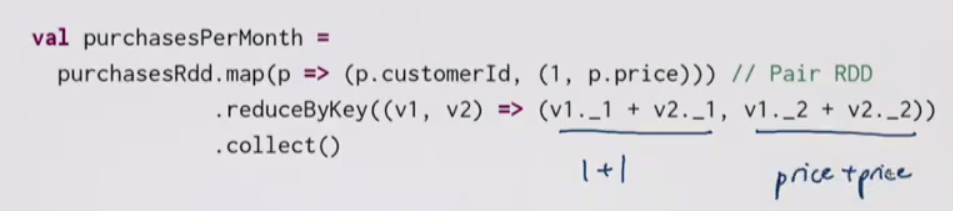 val purchasesPerMonth =
purchasesRdd.map(p => (p.customerId, (1, p.price))) // Pair RDD
.reduceByKey((v1, v2) => (v1._1 + v2._1, v1._2 + v2._2))
.collect()
1+1 price+price